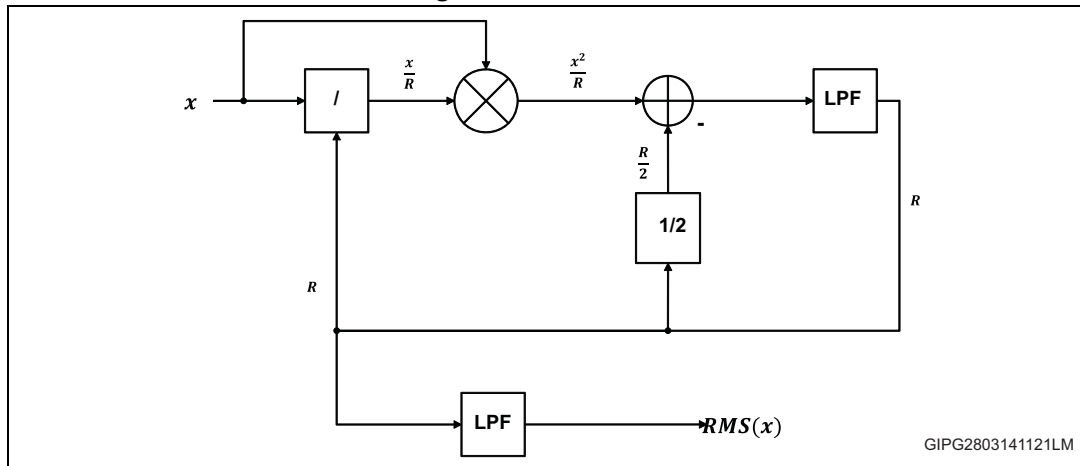 x
/
x/R
x²/R
-
LPF
R/2
1/2
R
R
LPF
RMS(x)
GIPG2803141121LM